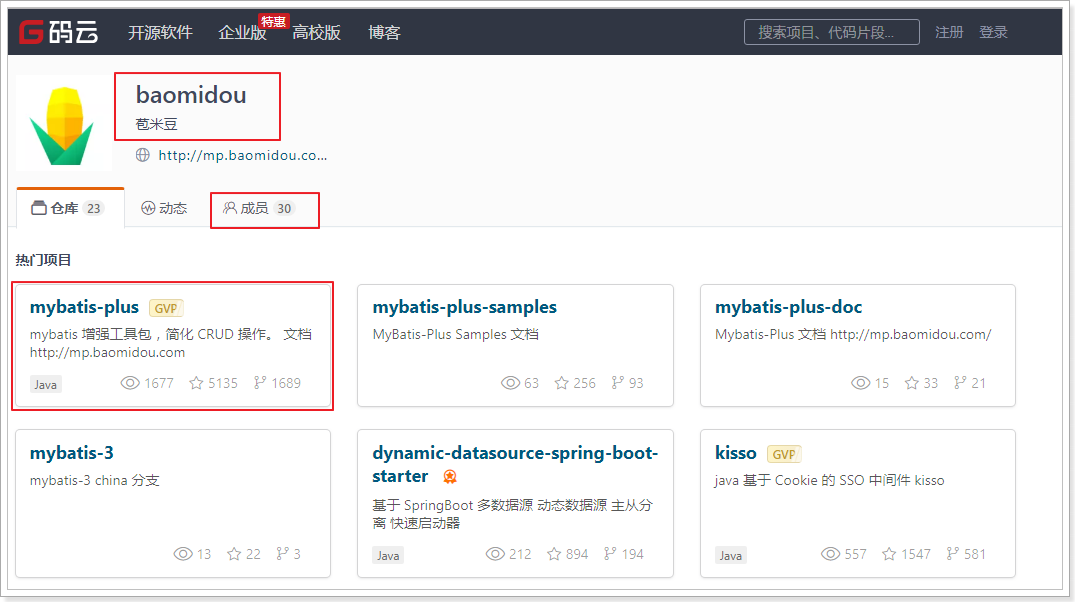 G码云
开源软件
企业版
特惠
高校版
博客
搜索项目、代码片段...
注册
登录
baomidou
苞米豆
http://mp.baomidou.co...
仓库 23
动态
成员 30
热门项目
mybatis-plus GVP
mybatis 增强工具包，简化 CRUD 操作。 文档
http://mp.baomidou.com
Java 1677 5135 1689
mybatis-plus-samples
MyBatis-Plus Samples 文档
63 256 93
mybatis-plus-doc
Mybatis-Plus 文档 http://mp.baomidou.com/
15 33 21
mybatis-3
mybatis-3 china 分支
13 22 3
dynamic-datasource-spring-boot-
starter
基于 SpringBoot 多数据源 动态数据源 主从分
离 快速启动器
Java 212 894 194
kisso GVP
java 基于 Cookie 的 SSO 中间件 kisso
Java 557 1547 581